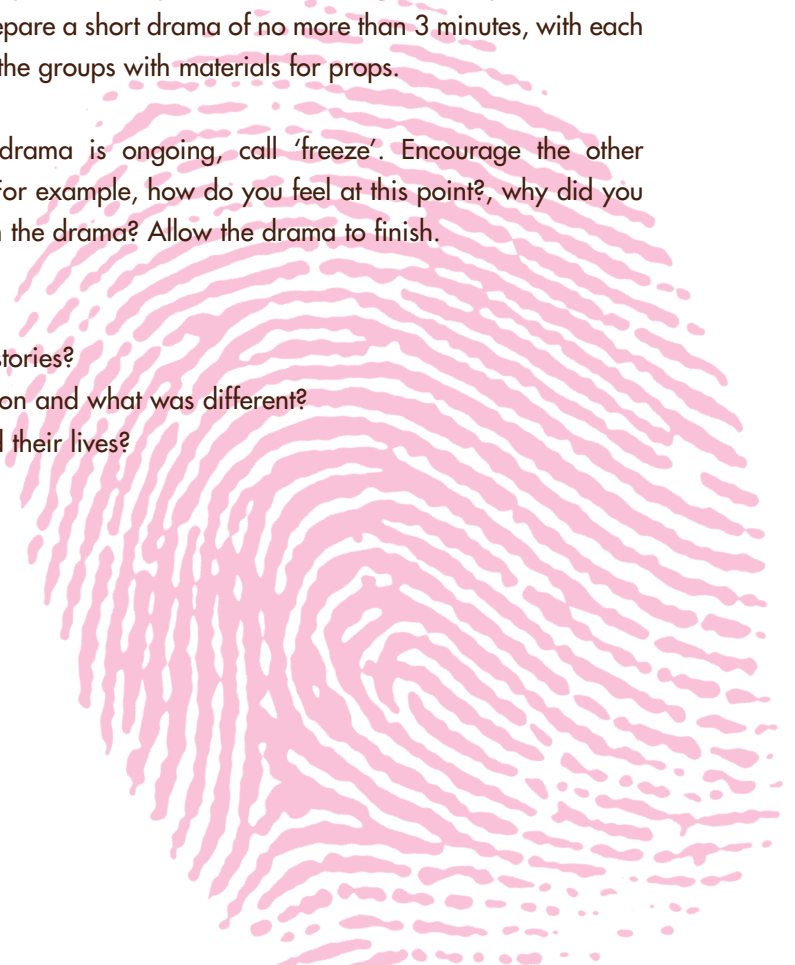 epare a short drama of no more than 3 minutes, with each
the groups with materials for props.
drama is ongoing, call ‘freeze’. Encourage the other
For example, how do you feel at this point?, why did you
the drama? Allow the drama to finish.
stories?
on and what was different?
their lives?